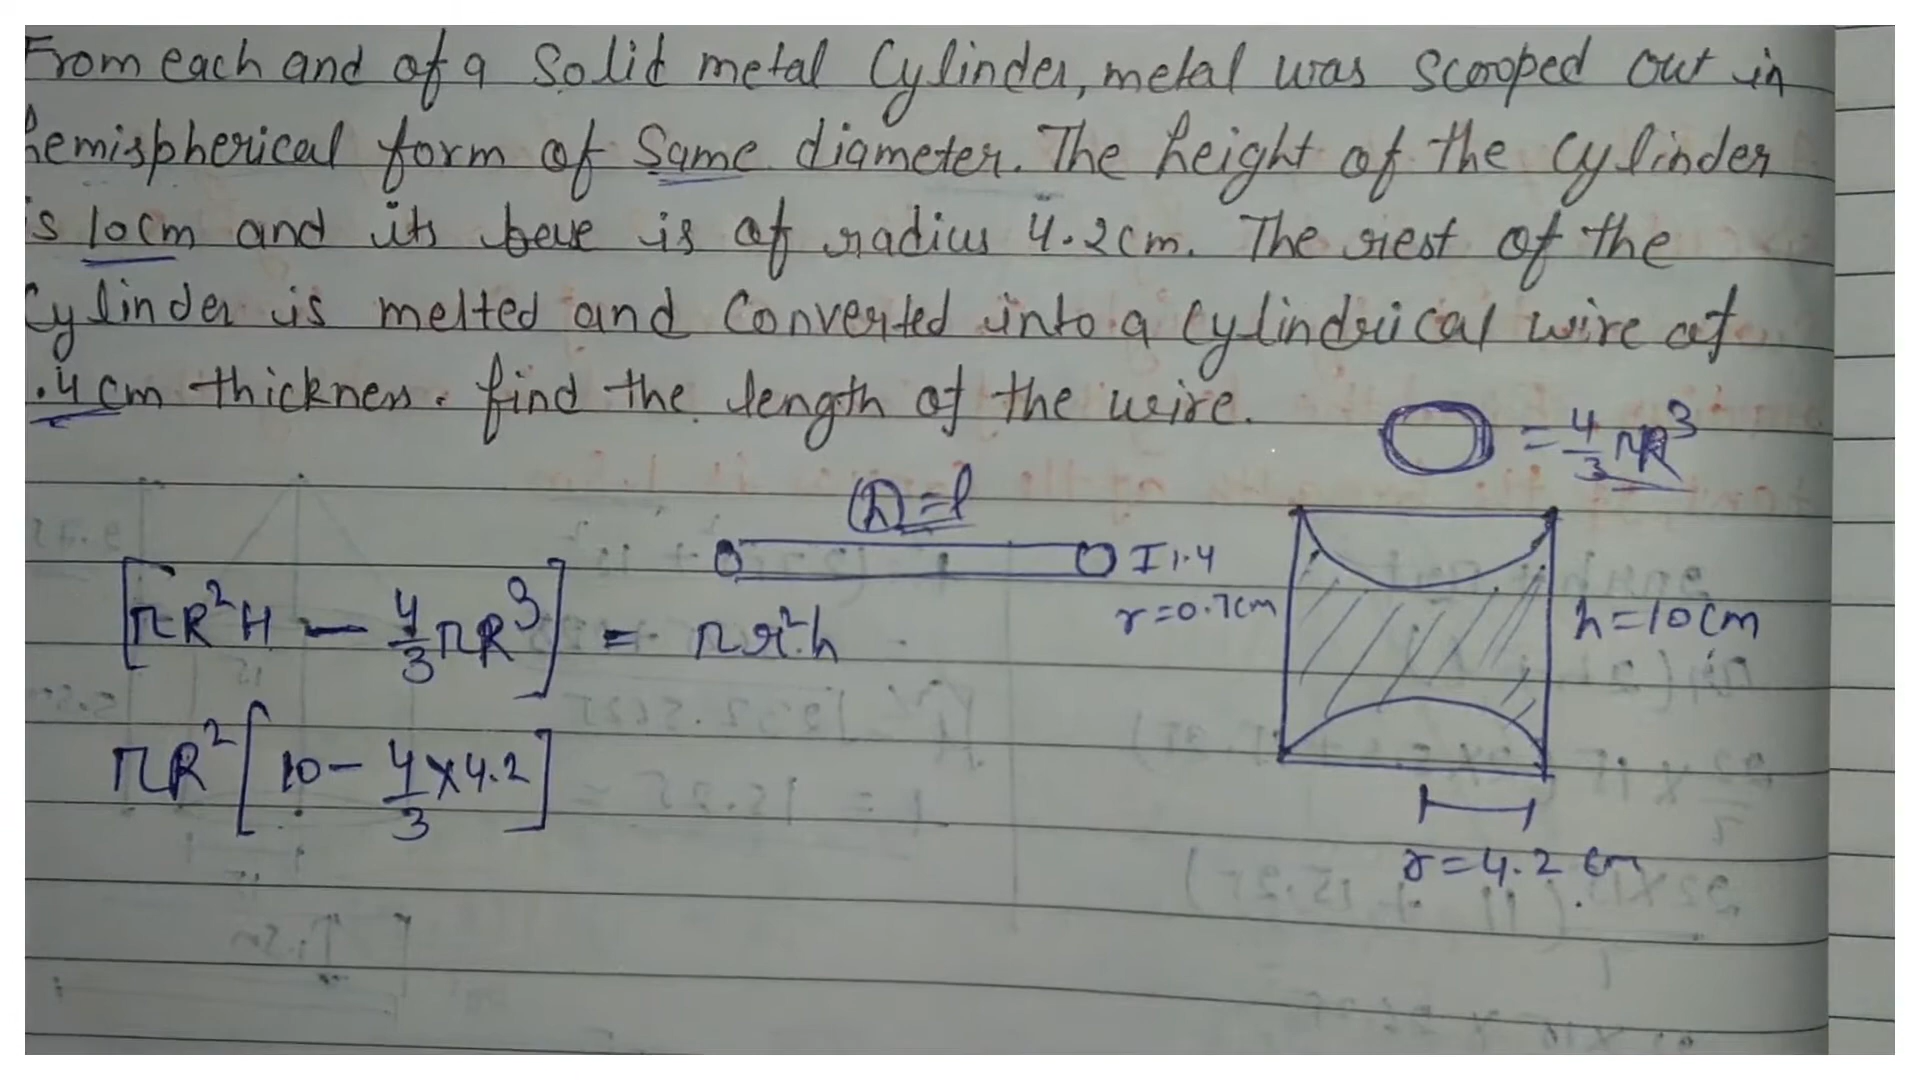 From each and of a Solid metal Cylinder, metal was scooped out in
hemispherical form of Same diameter. The height of the cylinder
is 10cm and its base is of radius 4.2cm. The rest of the
Cylinder is melted and Converted into a cylindrical wire of
.4cm thickness. find the length of the wire.
= 4/3 πR³
(h) = l
I 1.4
r = 0.7cm
[πR²H - 4/3 πR³] = πr²h
h = 10cm
πR² [10 - 4/3 × 4.2]
r = 4.2 cm